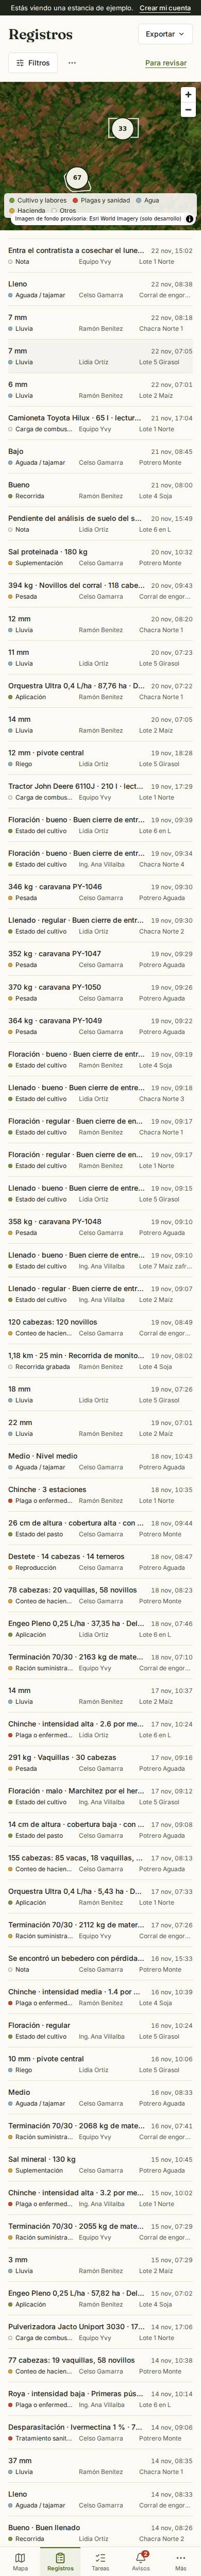 Estás viendo una estancia de ejemplo. Crear mi cuenta
Registros
Exportar
Filtros
Para revisar
33
67
Cultivo y labores Plagas y sanidad Agua
Hacienda Otros
Imagen de fondo provisoria: Esri World Imagery (solo desarrollo)
Entra el contratista a cosechar el lune... 22 nov, 15:02
Nota Equipo Yvy Lote 1 Norte
Lleno 22 nov, 08:38
Aguada / tajamar Celso Gamarra Corral de engor...
7 mm 22 nov, 08:18
Lluvia Ramón Benítez Chacra Norte 1
7 mm 22 nov, 07:05
Lluvia Lidia Ortiz Lote 5 Girasol
6 mm 22 nov, 07:01
Lluvia Ramón Benítez Lote 2 Maíz
Camioneta Toyota Hilux · 65 l · lectur... 21 nov, 17:04
Carga de combus... Equipo Yvy Lote 1 Norte
Bajo 21 nov, 08:45
Aguada / tajamar Celso Gamarra Potrero Monte
Bueno 21 nov, 08:00
Recorrida Ramón Benítez Lote 4 Soja
Pendiente del análisis de suelo del s... 20 nov, 15:49
Nota Lidia Ortiz Lote 6 en L
Sal proteinada · 180 kg 20 nov, 10:32
Suplementación Celso Gamarra Potrero Monte
394 kg · Novillos del corral · 118 cabe... 20 nov, 09:43
Pesada Celso Gamarra Corral de engor...
12 mm 20 nov, 08:20
Lluvia Ramón Benítez Chacra Norte 1
11 mm 20 nov, 07:23
Lluvia Lidia Ortiz Lote 5 Girasol
Orquestra Ultra 0,4 L/ha · 87,76 ha · D... 20 nov, 07:22
Aplicación Ramón Benítez Chacra Norte 1
14 mm 20 nov, 07:05
Lluvia Ramón Benítez Lote 2 Maíz
12 mm · pivote central 19 nov, 18:28
Riego Lidia Ortiz Lote 5 Girasol
Tractor John Deere 6110J · 210 l · lect... 19 nov, 17:29
Carga de combus... Equipo Yvy Lote 1 Norte
Floración · bueno · Buen cierre de entr... 19 nov, 09:39
Estado del cultivo Lidia Ortiz Lote 6 en L
Floración · bueno · Buen cierre de entr... 19 nov, 09:34
Estado del cultivo Ing. Ana Villalba Chacra Norte 4
346 kg · caravana PY-1046 19 nov, 09:30
Pesada Celso Gamarra Potrero Aguada
Llenado · regular · Buen cierre de entr... 19 nov, 09:30
Estado del cultivo Lidia Ortiz Chacra Norte 2
352 kg · caravana PY-1047 19 nov, 09:29
Pesada Celso Gamarra Potrero Aguada
370 kg · caravana PY-1050 19 nov, 09:26
Pesada Celso Gamarra Potrero Aguada
364 kg · caravana PY-1049 19 nov, 09:22
Pesada Celso Gamarra Potrero Aguada
Floración · bueno · Buen cierre de entr... 19 nov, 09:19
Estado del cultivo Ramón Benítez Lote 4 Soja
Llenado · bueno · Buen cierre de entre... 19 nov, 09:18
Estado del cultivo Lidia Ortiz Chacra Norte 3
Floración · regular · Buen cierre de en... 19 nov, 09:17
Estado del cultivo Ramón Benítez Chacra Norte 1
Floración · regular · Buen cierre de en... 19 nov, 09:17
Estado del cultivo Ramón Benítez Lote 1 Norte
Llenado · bueno · Buen cierre de entre... 19 nov, 09:15
Estado del cultivo Lidia Ortiz Lote 5 Girasol
358 kg · caravana PY-1048 19 nov, 09:10
Pesada Celso Gamarra Potrero Aguada
Llenado · bueno · Buen cierre de entre... 19 nov, 09:10
Estado del cultivo Ing. Ana Villalba Lote 7 Maíz zafr...
Llenado · regular · Buen cierre de entr... 19 nov, 09:07
Estado del cultivo Ing. Ana Villalba Lote 2 Maíz
120 cabezas: 120 novillos 19 nov, 08:49
Conteo de hacien... Celso Gamarra Corral de engor...
1,18 km · 25 min · Recorrida de monito... 19 nov, 08:02
Recorrida grabada Ramón Benítez Lote 4 Soja
18 mm 19 nov, 07:26
Lluvia Lidia Ortiz Lote 5 Girasol
22 mm 19 nov, 07:01
Lluvia Ramón Benítez Lote 2 Maíz
Medio · Nivel medio 18 nov, 10:43
Aguada / tajamar Celso Gamarra Potrero Aguada
Chinche · 3 estaciones 18 nov, 10:35
Plaga o enfermed... Ramón Benítez Lote 1 Norte
26 cm de altura · cobertura alta · con ... 18 nov, 09:44
Estado del pasto Celso Gamarra Potrero Monte
Destete · 14 cabezas · 14 terneros 18 nov, 08:47
Reproducción Celso Gamarra Potrero Aguada
78 cabezas: 20 vaquillas, 58 novillos 18 nov, 08:23
Conteo de hacien... Celso Gamarra Potrero Monte
Engeo Pleno 0,25 L/ha · 37,35 ha · Del... 18 nov, 07:46
Aplicación Lidia Ortiz Lote 6 en L
Terminación 70/30 · 2163 kg de mate... 18 nov, 07:10
Ración suministra... Equipo Yvy Corral de engor...
14 mm 17 nov, 10:37
Lluvia Ramón Benítez Lote 2 Maíz
Chinche · intensidad alta · 2.6 por me... 17 nov, 10:24
Plaga o enfermed... Lidia Ortiz Lote 6 en L
291 kg · Vaquillas · 30 cabezas 17 nov, 09:16
Pesada Celso Gamarra Potrero Monte
Floración · malo · Marchitez por el her... 17 nov, 09:12
Estado del cultivo Ing. Ana Villalba Lote 5 Girasol
14 cm de altura · cobertura baja · con ... 17 nov, 09:08
Estado del pasto Celso Gamarra Potrero Aguada
155 cabezas: 85 vacas, 18 vaquillas, ... 17 nov, 08:13
Conteo de hacien... Celso Gamarra Potrero Aguada
Orquestra Ultra 0,4 L/ha · 5,43 ha · D... 17 nov, 07:33
Aplicación Ramón Benítez Lote 1 Norte
Terminación 70/30 · 2112 kg de mater... 17 nov, 07:26
Ración suministra... Equipo Yvy Corral de engor...
Se encontró un bebedero con pérdida... 16 nov, 15:33
Nota Celso Gamarra Potrero Monte
Chinche · intensidad media · 1.4 por ... 16 nov, 10:39
Plaga o enfermed... Ramón Benítez Lote 4 Soja
Floración · regular 16 nov, 10:24
Estado del cultivo Ing. Ana Villalba Lote 5 Girasol
10 mm · pivote central 16 nov, 10:06
Riego Lidia Ortiz Lote 5 Girasol
Medio 16 nov, 08:33
Aguada / tajamar Celso Gamarra Potrero Aguada
Terminación 70/30 · 2068 kg de mate... 16 nov, 07:41
Ración suministra... Equipo Yvy Corral de engor...
Sal mineral · 130 kg 15 nov, 10:45
Suplementación Celso Gamarra Potrero Aguada
Chinche · intensidad alta · 3.2 por me... 15 nov, 10:02
Plaga o enfermed... Ing. Ana Villalba Lote 1 Norte
Terminación 70/30 · 2055 kg de mate... 15 nov, 07:29
Ración suministra... Equipo Yvy Corral de engor...
3 mm 15 nov, 07:29
Lluvia Ramón Benítez Lote 2 Maíz
Engeo Pleno 0,25 L/ha · 57,82 ha · Del... 15 nov, 07:02
Aplicación Ramón Benítez Lote 4 Soja
Pulverizadora Jacto Uniport 3030 · 17... 14 nov, 17:06
Carga de combus... Equipo Yvy Lote 1 Norte
77 cabezas: 19 vaquillas, 58 novillos 14 nov, 10:38
Conteo de hacien... Celso Gamarra Potrero Monte
Roya · intensidad baja · Primeras pús... 14 nov, 10:14
Plaga o enfermed... Ing. Ana Villalba Lote 6 en L
Desparasitación · Ivermectina 1 % · 7... 14 nov, 09:06
Tratamiento sanit... Celso Gamarra Potrero Monte
37 mm 14 nov, 08:35
Lluvia Ramón Benítez Chacra Norte 1
Lleno 14 nov, 08:33
Aguada / tajamar Celso Gamarra Corral de engor...
Bueno · Buen llenado 14 nov, 08:26
Recorrida Lidia Ortiz Chacra Norte 2
2
Mapa Registros Tareas Avisos Más